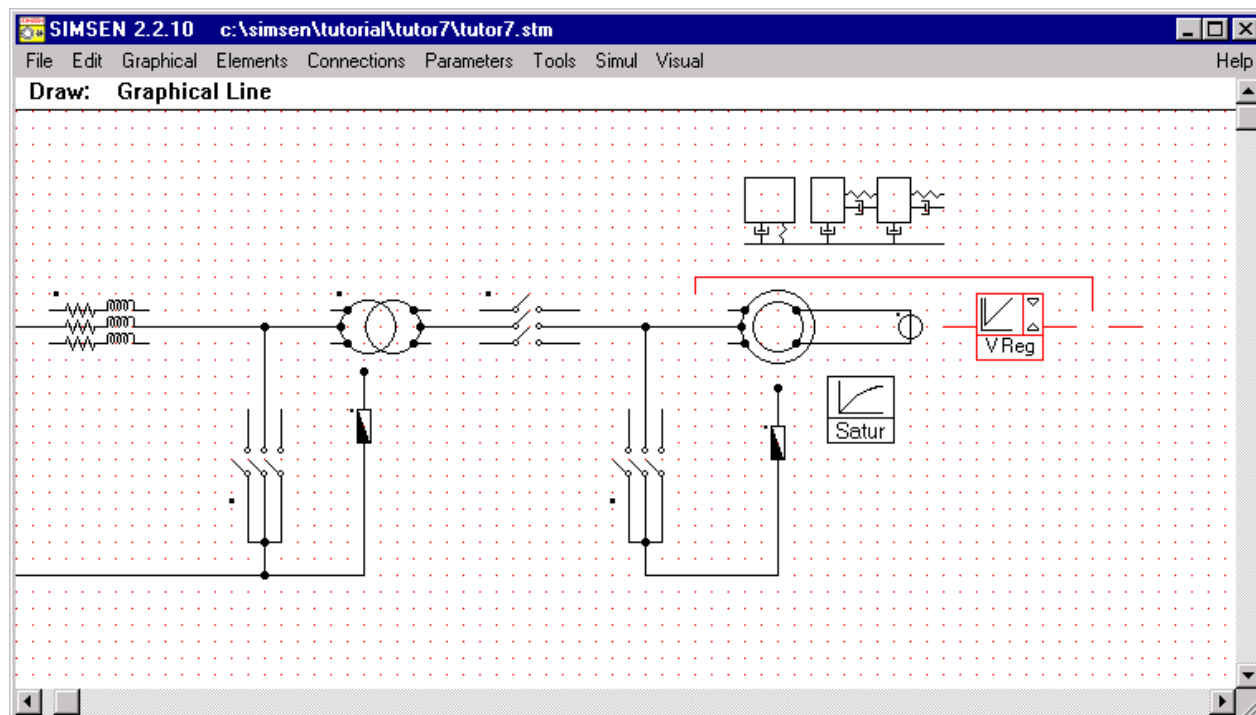 SIMSEN 2.2.10 c:\simsen\tutorial\tutor7\tutor7.stm
File Edit Graphical Elements Connections Parameters Tools Simul Visual Help
Draw: Graphical Line
V Reg
Satur